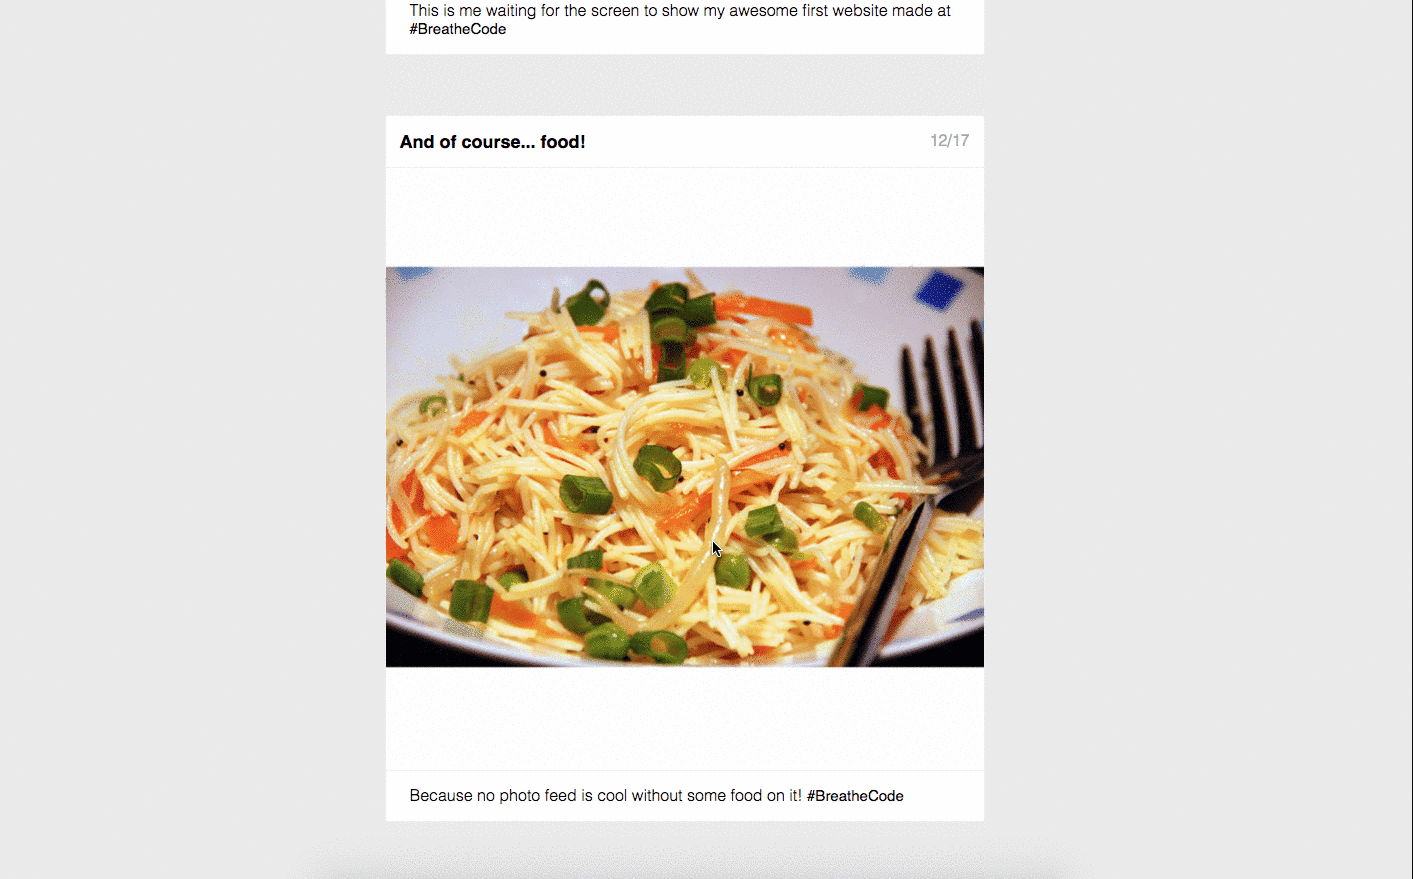 This is me waiting for the screen to show my awesome first website made at
#BreatheCode
And of course... food!
12/17
Because no photo feed is cool without some food on it! #BreatheCode